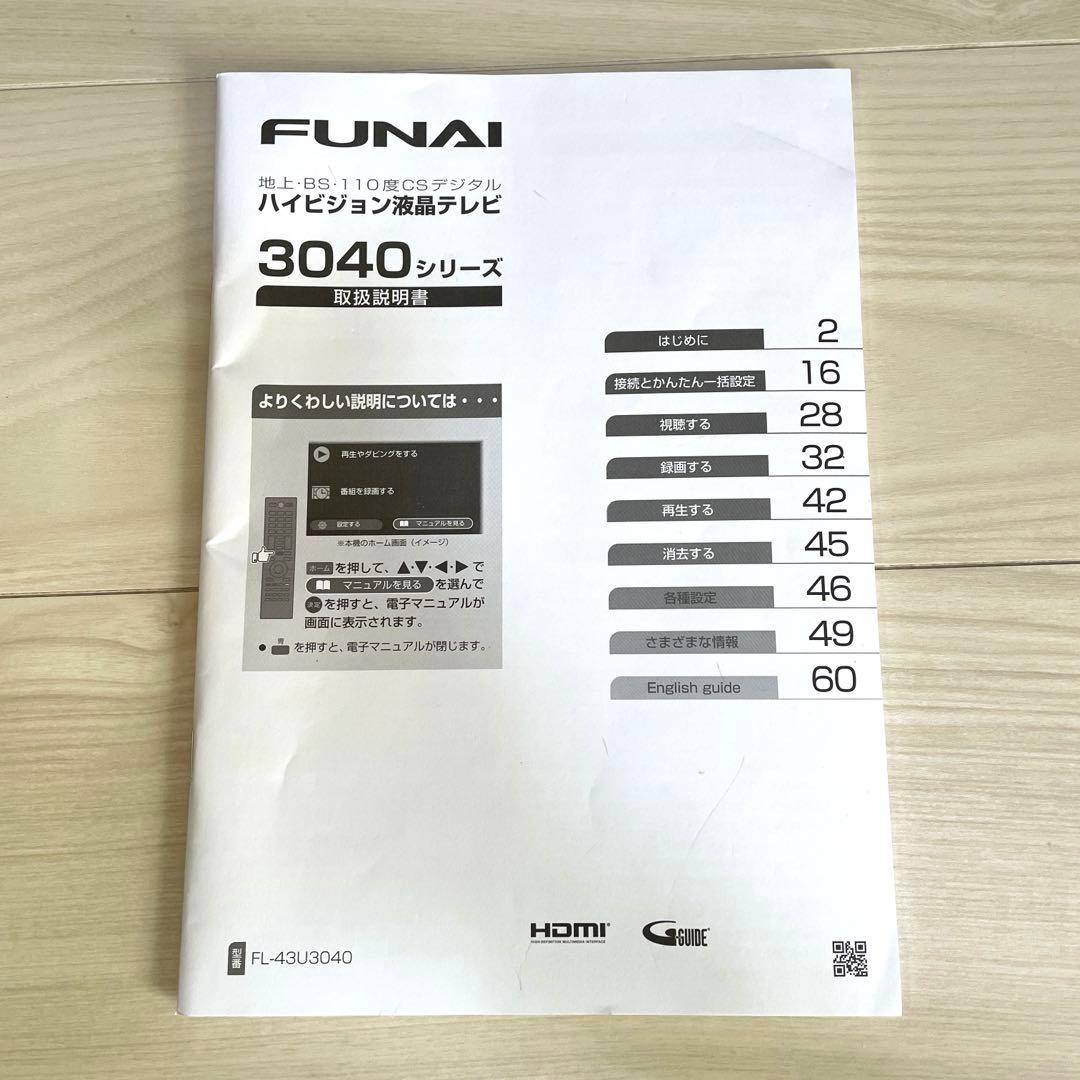 FUNAI
地上・BS・110度CSデジタル
ハイビジョン液晶テレビ
3040シリーズ
取扱説明書
よりくわしい説明については・・・
再生やダビングをする
番組を録画する
設定する
マニュアルを見る
※本機のホーム画面（イメージ）
ホーム を押して、▲・▼・◀・▶で
マニュアルを見る を選んで
決定 を押すと、電子マニュアルが
画面に表示されます。
● 青 を押すと、電子マニュアルが閉じます。
はじめに 2
接続とかんたん一括設定 16
視聴する 28
録画する 32
再生する 42
消去する 45
各種設定 46
さまざまな情報 49
English guide 60
HDMI®
HIGH-DEFINITION MULTIMEDIA INTERFACE
G-GUIDE®
型番 FL-43U3040